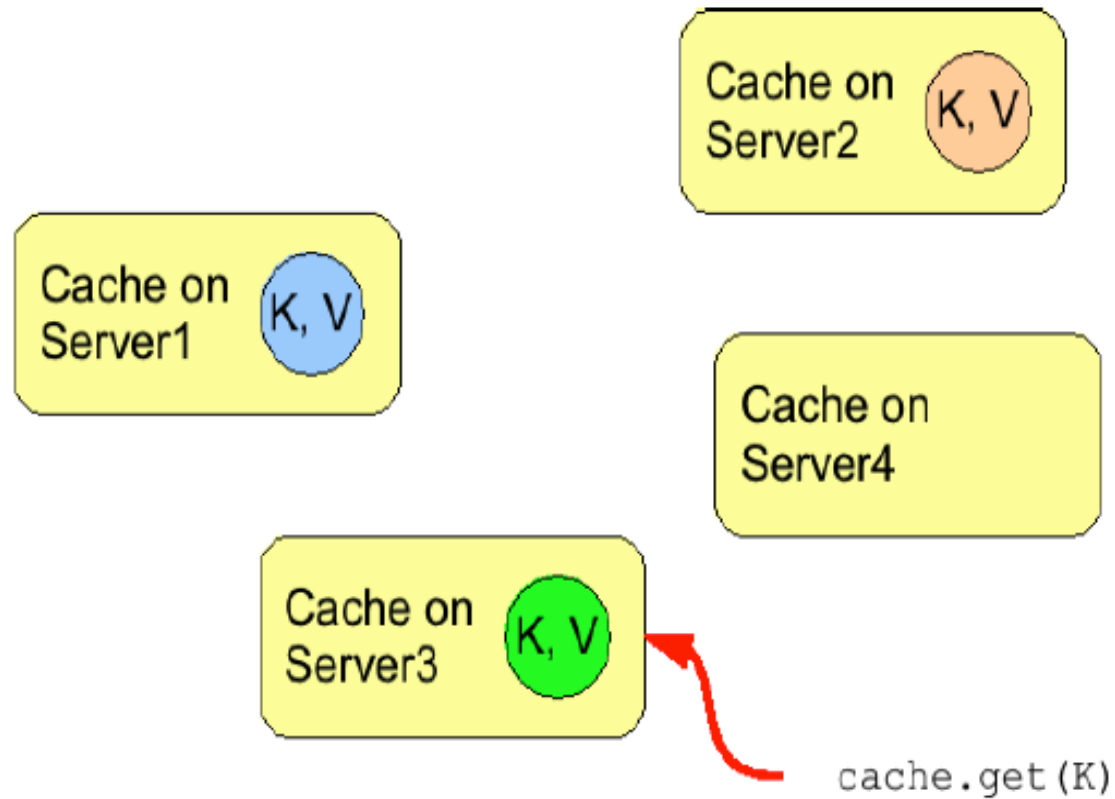 Cache on
Server2
K, V
Cache on
Server1
K, V
Cache on
Server4
Cache on
Server3
K, V
cache.get(K)